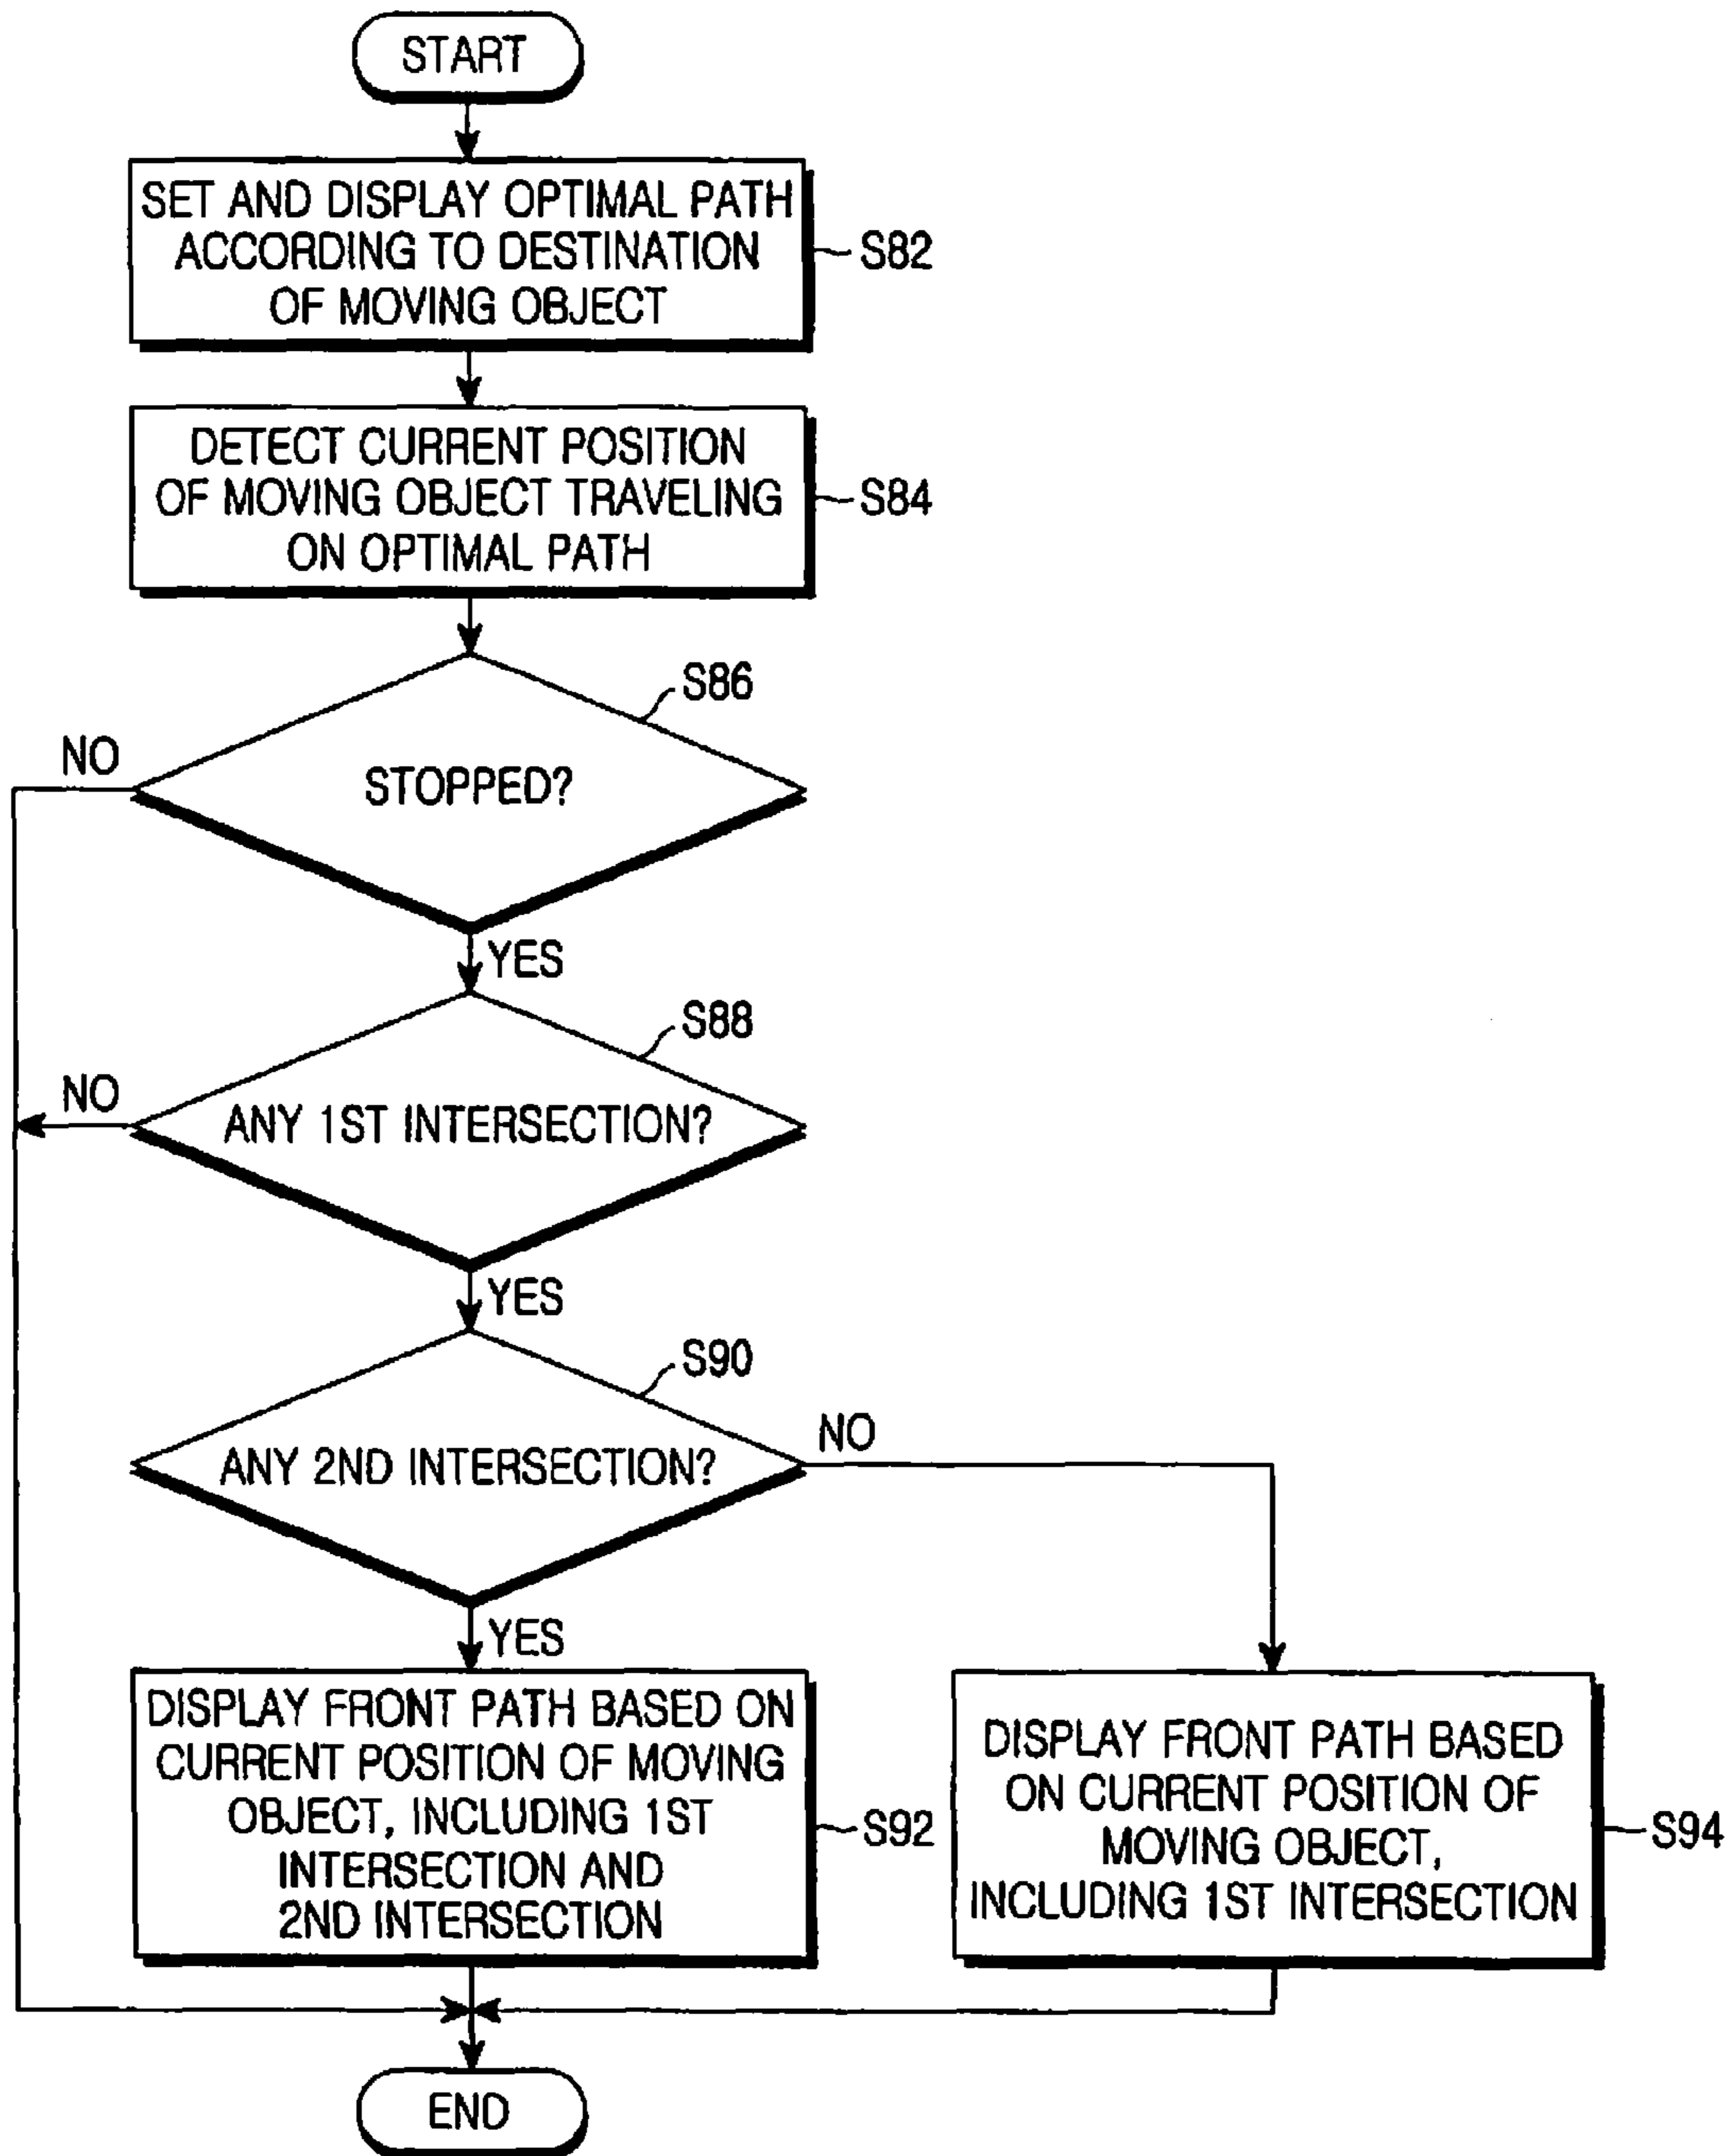 START
SET AND DISPLAY OPTIMAL PATH
ACCORDING TO DESTINATION
OF MOVING OBJECT
S82
DETECT CURRENT POSITION
OF MOVING OBJECT TRAVELING
ON OPTIMAL PATH
S84
S86
NO
STOPPED?
YES
S88
NO
ANY 1ST INTERSECTION?
YES
S90
ANY 2ND INTERSECTION?
NO
YES
DISPLAY FRONT PATH BASED ON
CURRENT POSITION OF MOVING
OBJECT, INCLUDING 1ST
INTERSECTION AND
2ND INTERSECTION
S92
DISPLAY FRONT PATH BASED
ON CURRENT POSITION OF
MOVING OBJECT,
INCLUDING 1ST INTERSECTION
S94
END